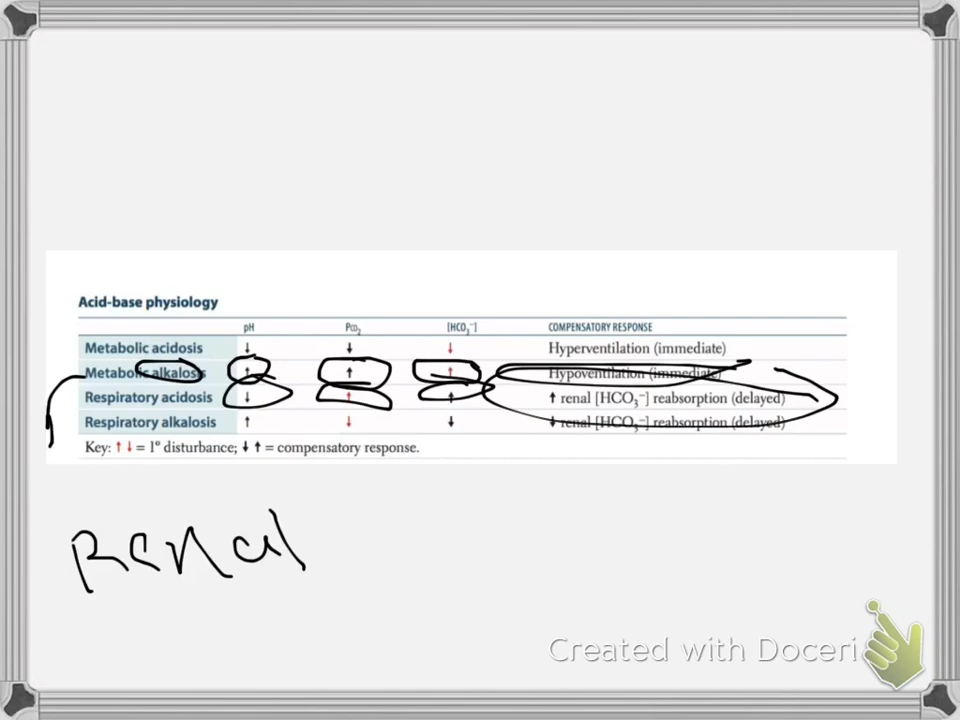 Acid-base physiology
pH Pco₂ [HCO₃⁻] COMPENSATORY RESPONSE
Metabolic acidosis ↓ ↓ ↓ Hyperventilation (immediate)
Metabolic alkalosis ↑ ↑ ↑ Hypoventilation (immediate)
Respiratory acidosis ↓ ↑ ↑ ↑ renal [HCO₃⁻] reabsorption (delayed)
Respiratory alkalosis ↑ ↓ ↓ ↓ renal [HCO₃⁻] reabsorption (delayed)
Key: ↑ ↓ = 1° disturbance; ↓ ↑ = compensatory response.
Renal
Created with Doceri